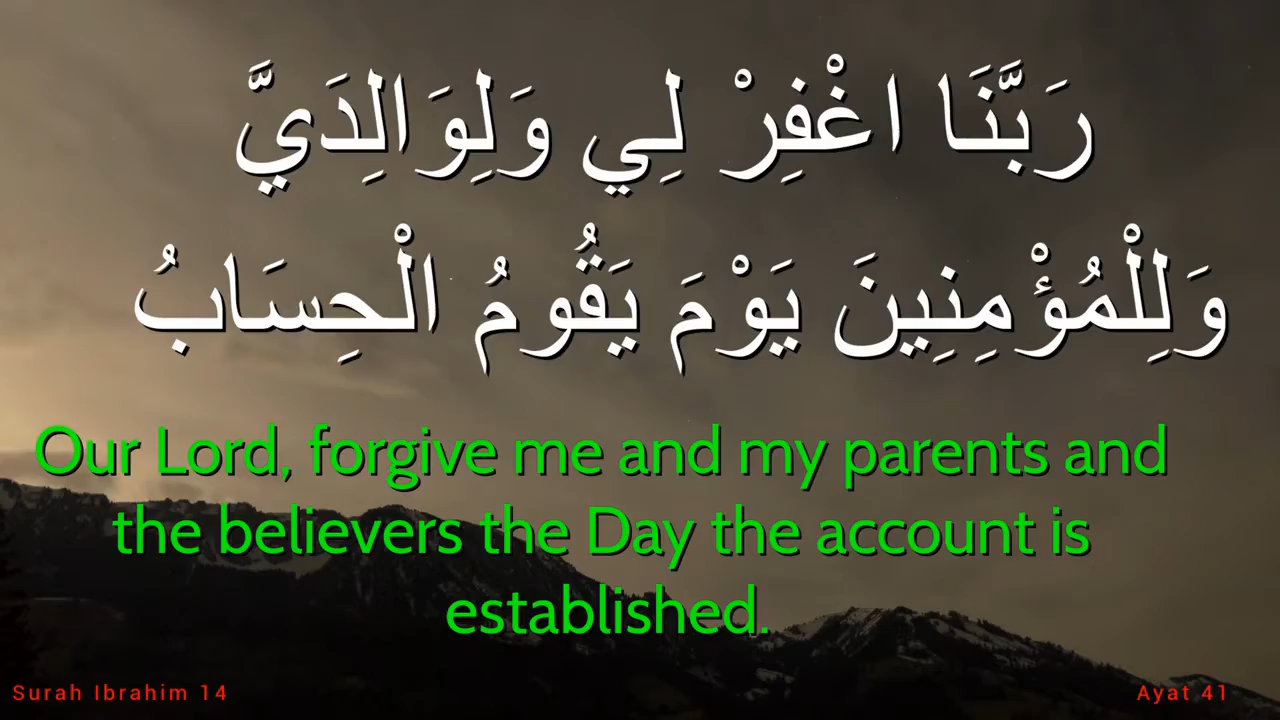 رَبَّنَا اغْفِرْ لِي وَلِوَالِدَيَّ
وَلِلْمُؤْمِنِينَ يَوْمَ يَقُومُ الْحِسَابُ
Our Lord, forgive me and my parents and
the believers the Day the account is
established.
Surah Ibrahim 14
Ayat 41